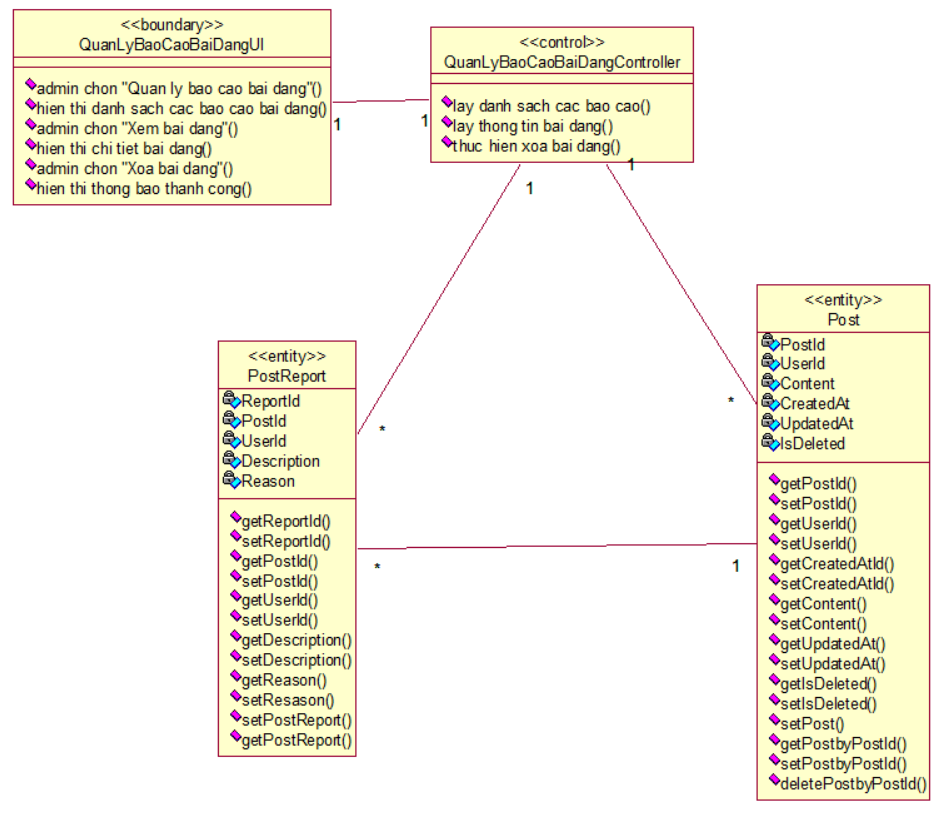 <<boundary>>
QuanLyBaoCaoBaiDangUI
admin chon "Quan ly bao cao bai dang"()
hien thi danh sach cac bao cao bai dang()
admin chon "Xem bai dang"()
hien thi chi tiet bai dang()
admin chon "Xoa bai dang"()
hien thi thong bao thanh cong()
1
1
<<control>>
QuanLyBaoCaoBaiDangController
lay danh sach cac bao cao()
lay thong tin bai dang()
thuc hien xoa bai dang()
1
1
<<entity>>
PostReport
ReportId
PostId
UserId
Description
Reason
getReportId()
setReportId()
getPostId()
setPostId()
getUserId()
setUserId()
getDescription()
setDescription()
getReason()
setResason()
setPostReport()
getPostReport()
*
*
*
1
<<entity>>
Post
PostId
UserId
Content
CreatedAt
UpdatedAt
IsDeleted
getPostId()
setPostId()
getUserId()
setUserId()
getCreatedAtId()
setCreatedAtId()
getContent()
setContent()
getUpdatedAt()
setUpdatedAt()
getIsDeleted()
setIsDeleted()
setPost()
getPostbyPostId()
setPostbyPostId()
deletePostbyPostId()